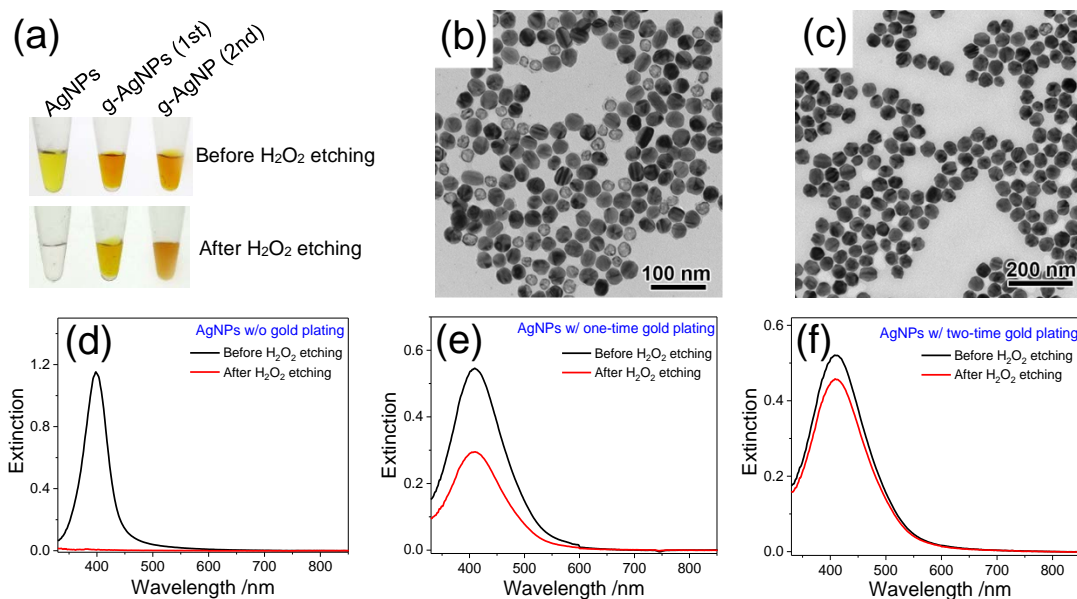 (a)
AgNPs
g-AgNPs (1st)
g-AgNP (2nd)
Before H₂O₂ etching
After H₂O₂ etching
(b)
100 nm
(c)
200 nm
(d)
AgNPs w/o gold plating
Before H₂O₂ etching
After H₂O₂ etching
Extinction
1.2
0.8
0.4
0.0
400 500 600 700 800
Wavelength /nm
(e)
AgNPs w/ one-time gold plating
Before H₂O₂ etching
After H₂O₂ etching
Extinction
0.6
0.4
0.2
0.0
400 500 600 700 800
Wavelength /nm
(f)
AgNPs w/ two-time gold plating
Before H₂O₂ etching
After H₂O₂ etching
Extinction
0.6
0.4
0.2
0.0
400 500 600 700 800
Wavelength /nm